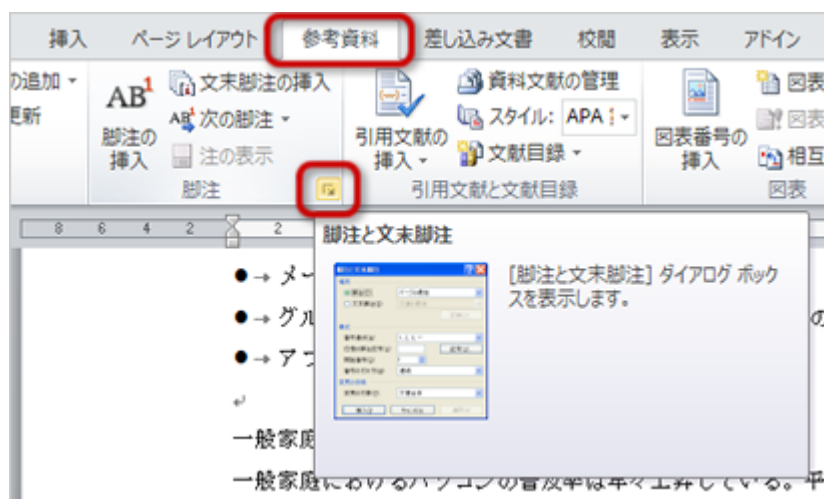 挿入 ページ レイアウト 参考資料 差し込み文書 校閲 表示 アドイン
の追加
更新
AB1
脚注の
挿入
文末脚注の挿入
次の脚注
注の表示
脚注
引用文献の
挿入
資料文献の管理
スタイル: APA
文献目録
引用文献と文献目録
図表番号の
挿入
図表
図表
相互
図表
8 6 4 2 2
脚注と文末脚注
[脚注と文末脚注] ダイアログ ボック
スを表示します。
メー
グル
の
アプ
一般家庭
一般家庭におけるパソコンの普及率は年々上昇している。平